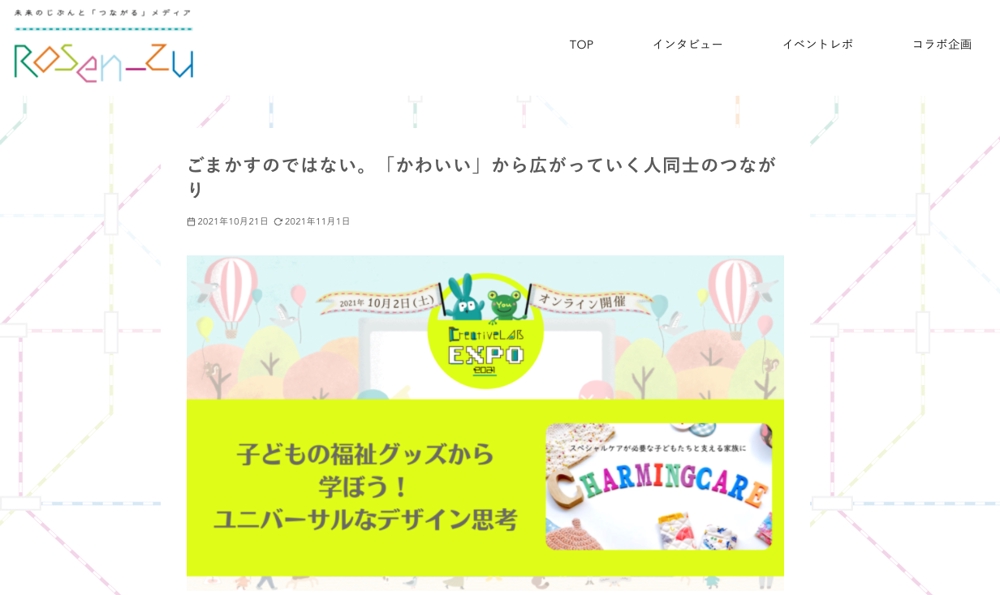 未来のじぶんと「つながる」メディア
RoSen_Zu
TOP
インタビュー
イベントレポ
コラボ企画
ごまかすのではない。「かわいい」から広がっていく人同士のつなが
り
2021年10月21日 2021年11月1日
2021年 10月2日(土)
オンライン開催
PO
Yew
CreativeLAB
EXPO
2021
子どもの福祉グッズから
学ぼう！
ユニバーサルなデザイン思考
スペシャルケアが必要な子どもたちと支える家族に
CHARMINGCARE